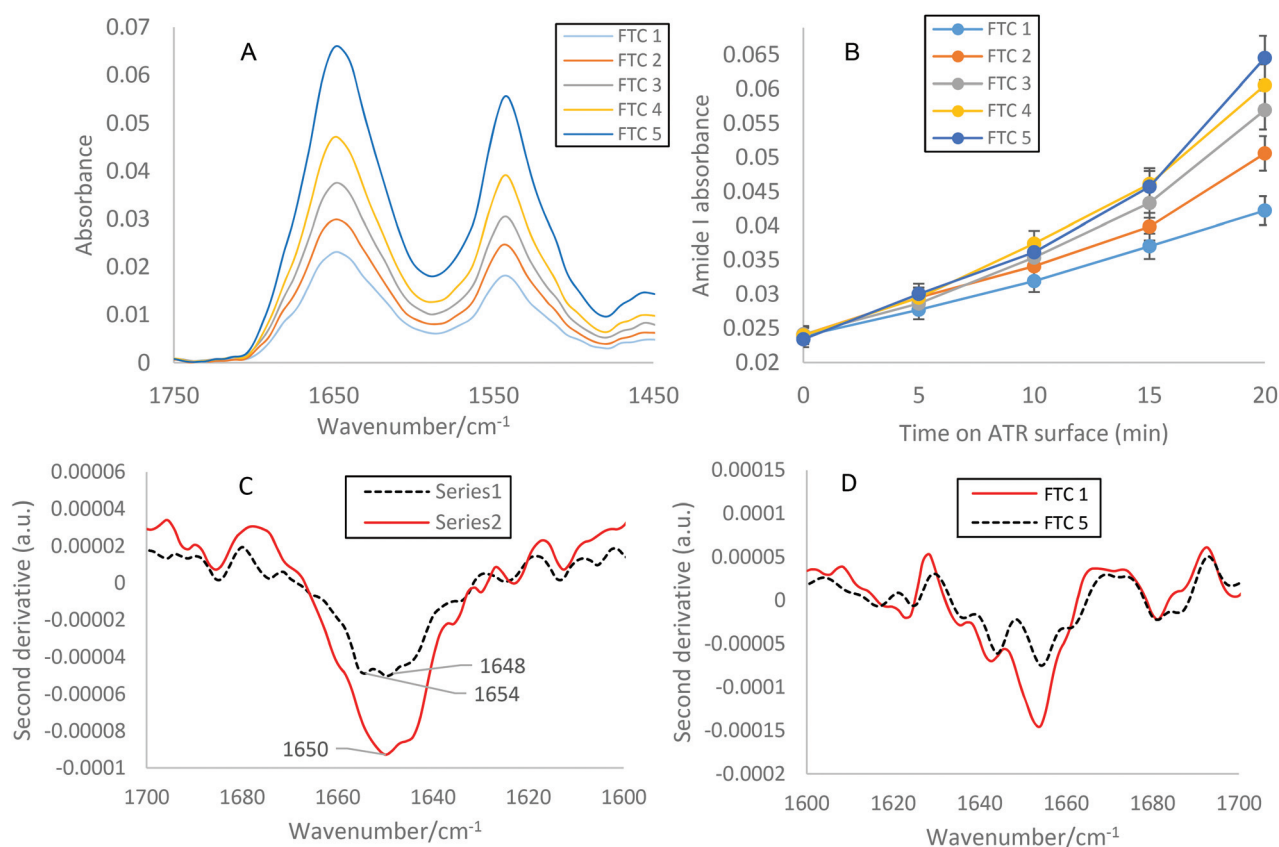 A
Absorbance
0.07
0.06
0.05
0.04
0.03
0.02
0.01
0
1750
1650
1550
1450
Wavenumber/cm-1
FTC 1
FTC 2
FTC 3
FTC 4
FTC 5
B
Amide I absorbance
0.065
0.06
0.055
0.05
0.045
0.04
0.035
0.03
0.025
0.02
0
5
10
15
20
Time on ATR surface (min)
FTC 1
FTC 2
FTC 3
FTC 4
FTC 5
C
Second derivative (a.u.)
0.00006
0.00004
0.00002
0
-0.00002
-0.00004
-0.00006
-0.00008
-0.0001
1700
1680
1660
1640
1620
1600
Wavenumber/cm-1
Series1
Series2
1648
1654
1650
D
Second derivative (a.u.)
0.00015
0.0001
0.00005
0
-0.00005
-0.0001
-0.00015
-0.0002
1600
1620
1640
1660
1680
1700
Wavenumber/cm-1
FTC 1
FTC 5